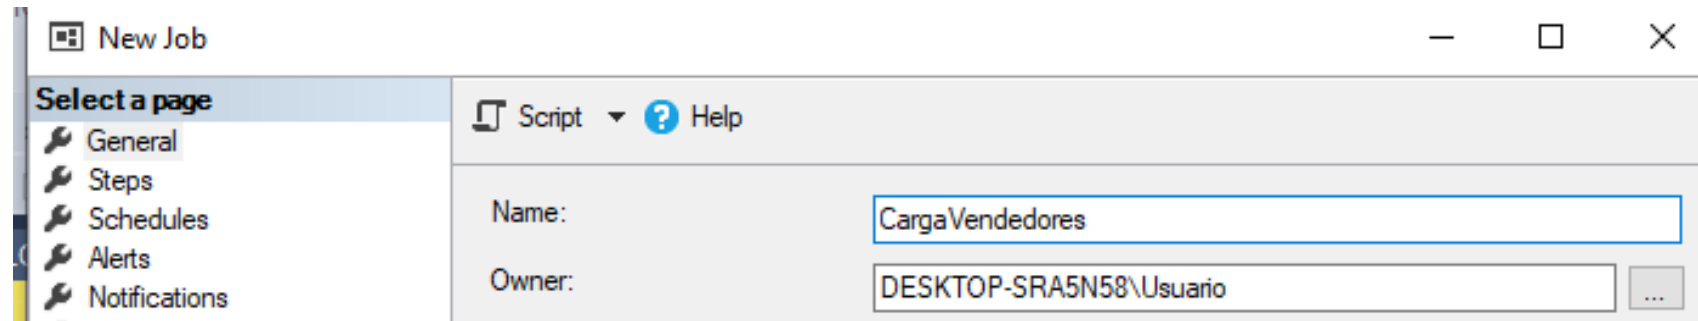 New Job
Select a page
General
Steps
Schedules
Alerts
Notifications
Script
Help
Name:
CargaVendedores
Owner:
DESKTOP-SRA5N58\Usuario
...